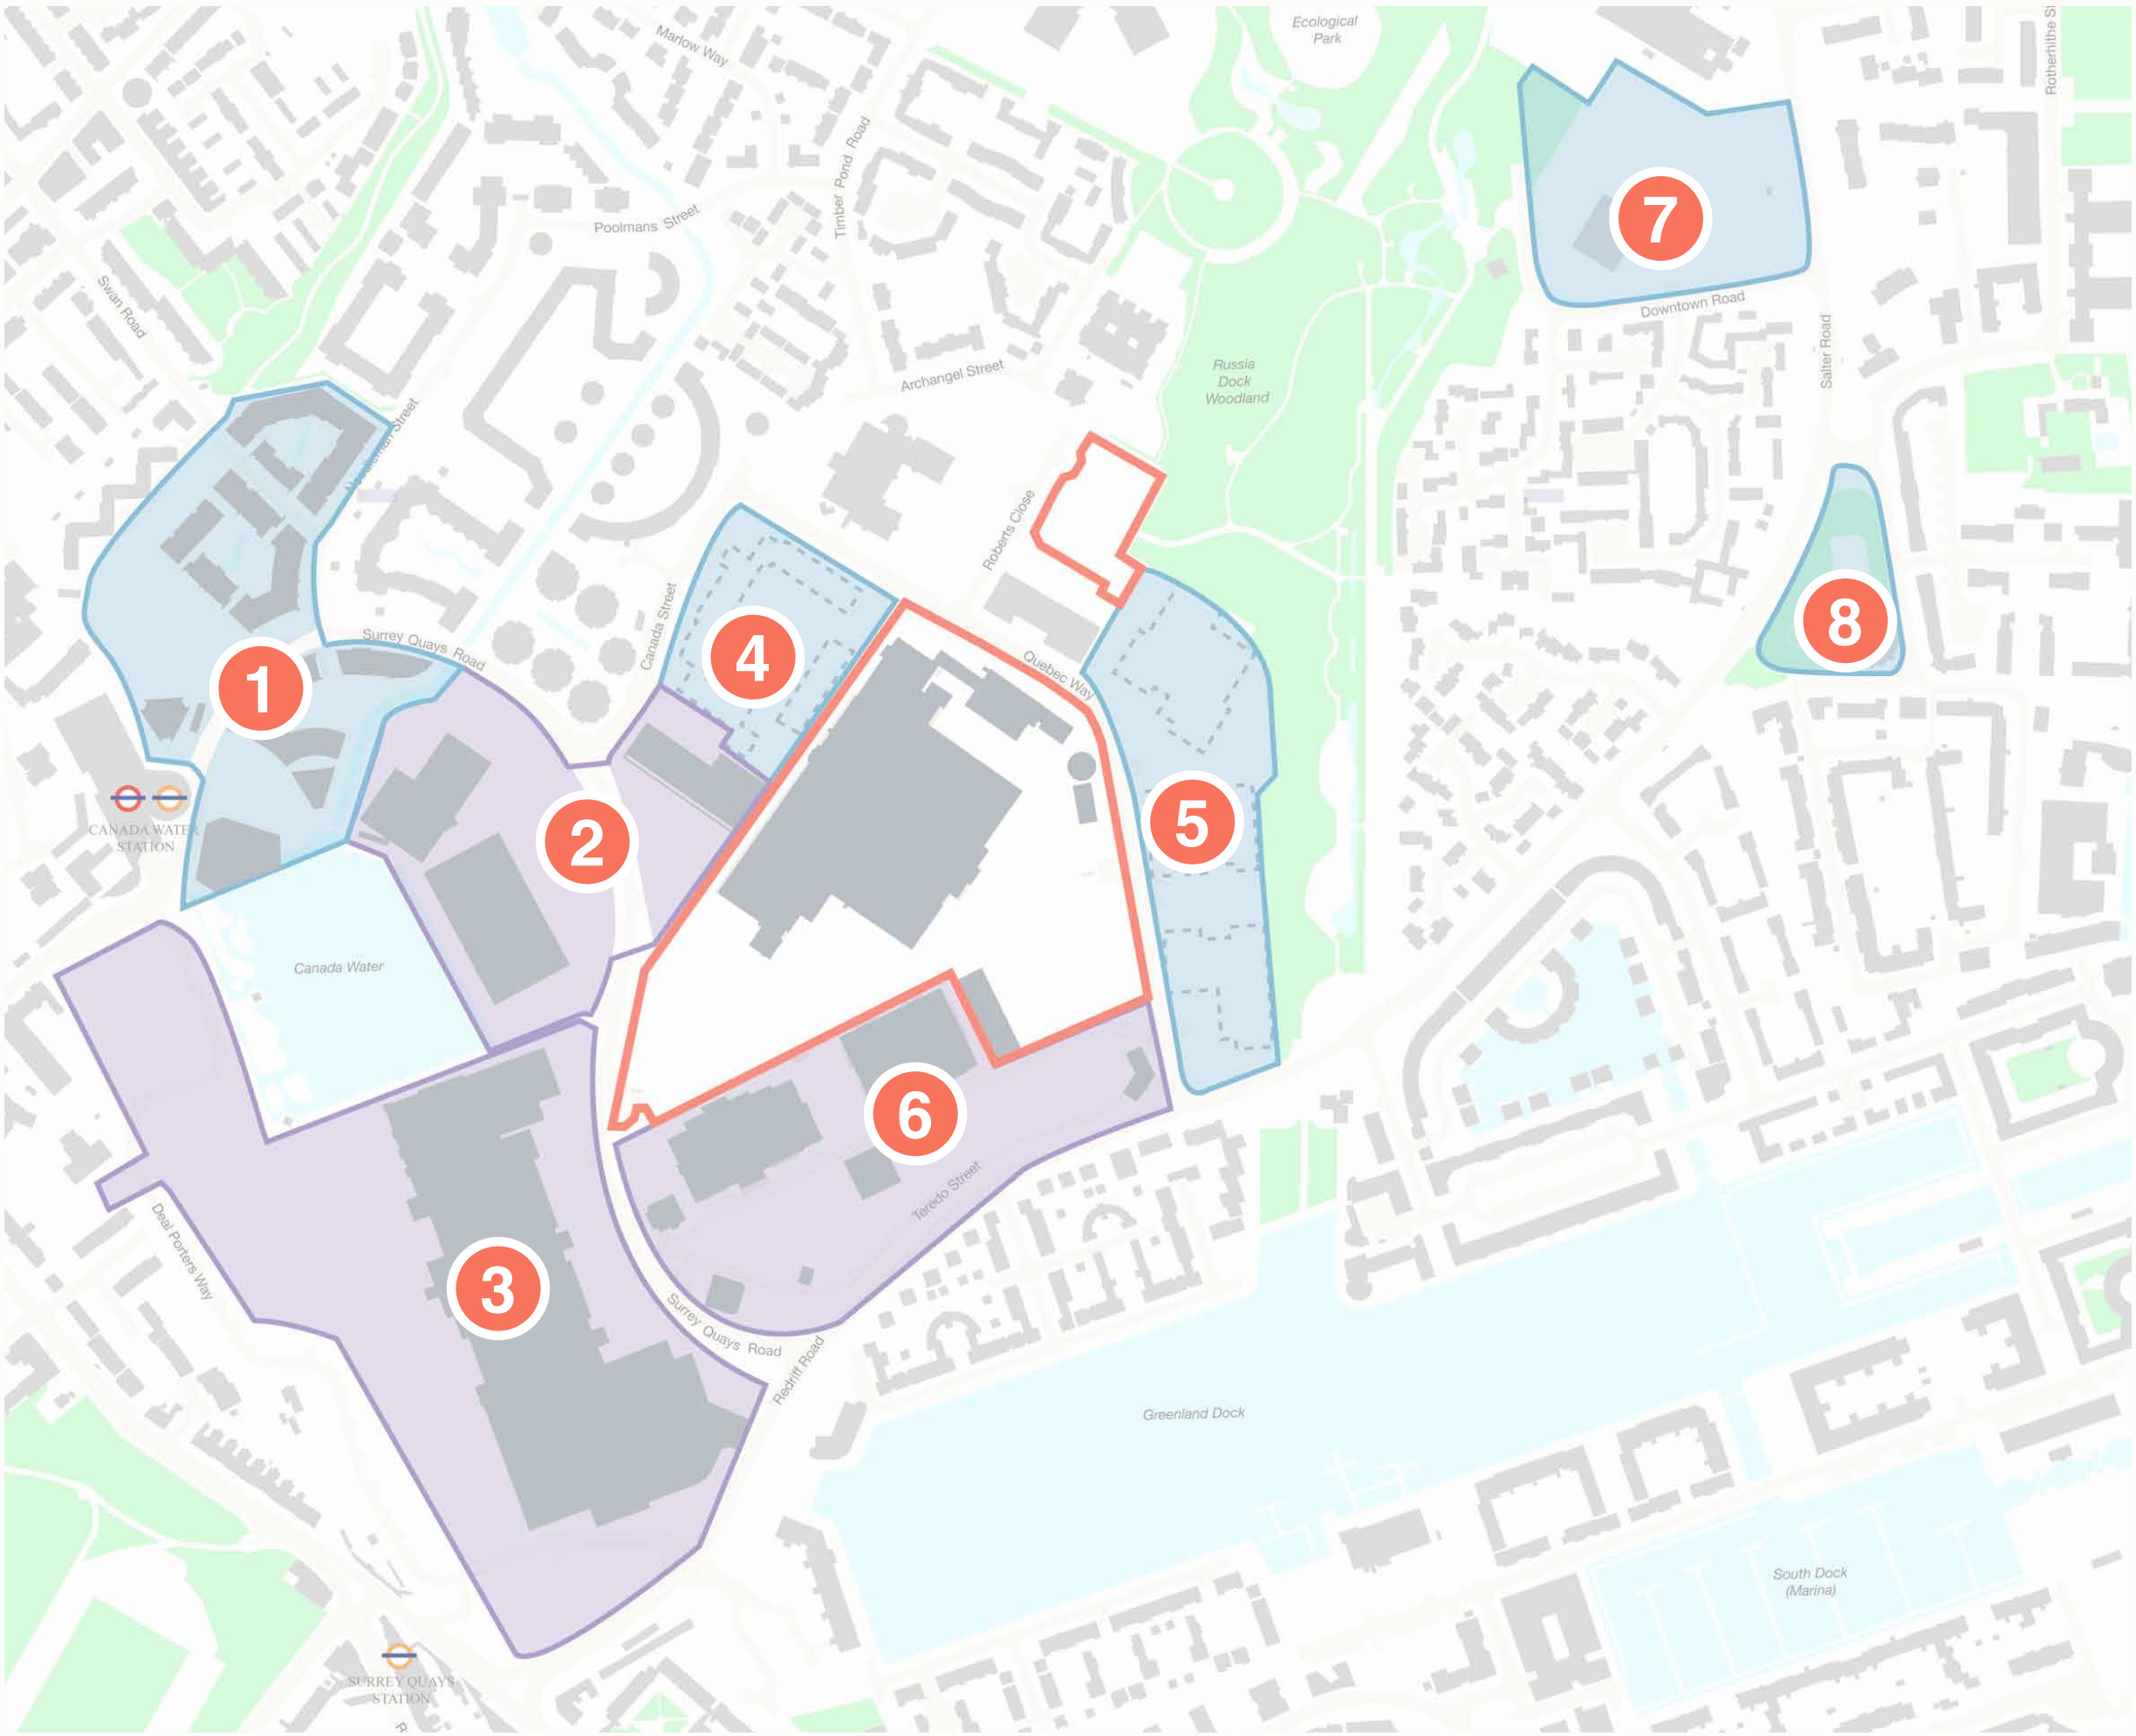 Ecological
Park
Marlow Way
Rotherhithe S
Timber Pond Road
Poolmans Street
7
Swan Road
Downtown Road
Salter Road
Russia
Dock
Woodland
Archangel Street
Street
Roberts Close
Canada Street
8
Surrey Quays Road
4
Quebec Way
1
CANADA WATER
STATION
2
5
Canada Water
6
Teredo Street
Deal Porters Way
3
Surrey Quays Road
Redriff Road
Greenland Dock
South Dock
(Marina)
SURREY QUAYS
STATION
R